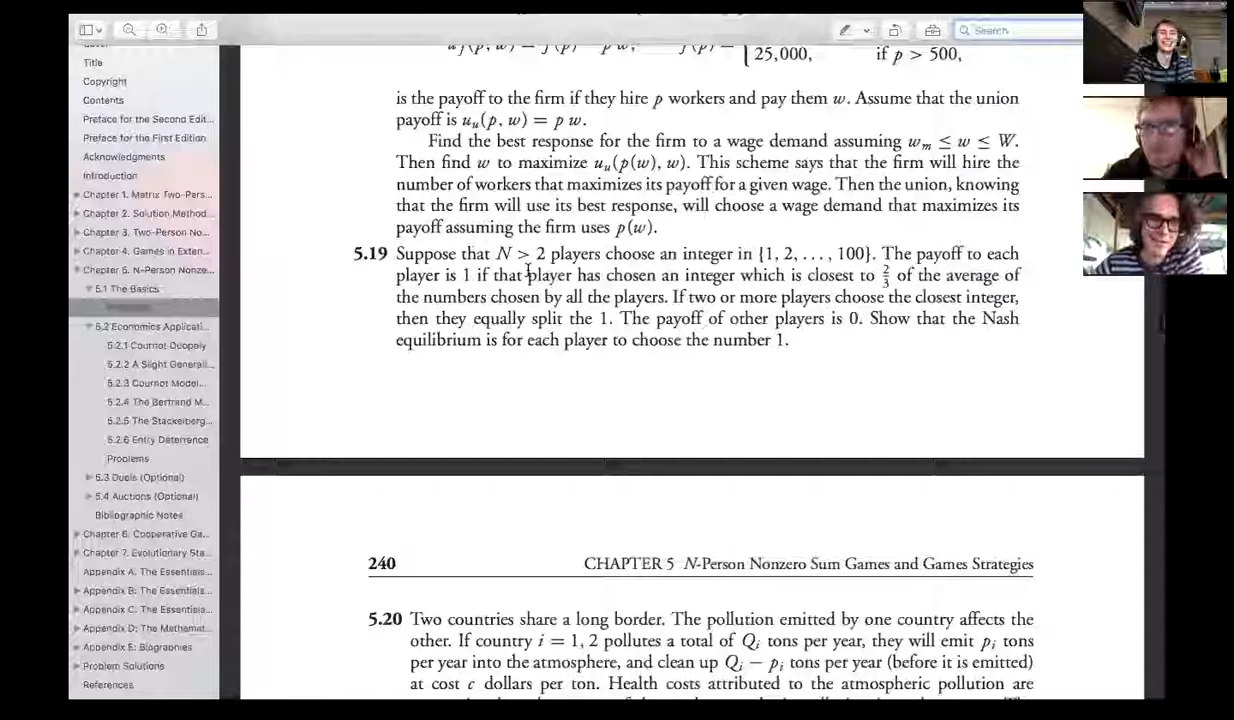 Search
Title
Copyright
Contents
Preface for the Second Edit...
Preface for the First Edition
Acknowledgments
Introduction
Chapter 1. Matrix Two-Pers...
Chapter 2. Solution Method...
Chapter 3. Two-Person No...
Chapter 4. Games in Exten...
Chapter 5. N-Person Nonze...
5.1 The Basics
5.2 Economics Applicati...
5.2.1 Cournot Duopoly
5.2.2 A Slight Generali...
5.2.3 Cournot Model...
5.2.4 The Bertrand M...
5.2.5 The Stackelberg...
5.2.6 Entry Deterrence
Problems
5.3 Duels (Optional)
5.4 Auctions (Optional)
Bibliographic Notes
Chapter 6. Cooperative Ga...
Chapter 7. Evolutionary Sta...
Appendix A. The Essentials...
Appendix B: The Essentials...
Appendix C. The Essentials...
Appendix D: The Mathemat...
Appendix E: Biographies
Problem Solutions
References
25,000, if p > 500,
is the payoff to the firm if they hire p workers and pay them w. Assume that the union
payoff is uᵤ(p, w) = p w.
Find the best response for the firm to a wage demand assuming wₘ ≤ w ≤ W.
Then find w to maximize uᵤ(p(w), w). This scheme says that the firm will hire the
number of workers that maximizes its payoff for a given wage. Then the union, knowing
that the firm will use its best response, will choose a wage demand that maximizes its
payoff assuming the firm uses p(w).
5.19 Suppose that N > 2 players choose an integer in {1, 2, . . . , 100}. The payoff to each
player is 1 if that player has chosen an integer which is closest to 2/3 of the average of
the numbers chosen by all the players. If two or more players choose the closest integer,
then they equally split the 1. The payoff of other players is 0. Show that the Nash
equilibrium is for each player to choose the number 1.
240 CHAPTER 5 N-Person Nonzero Sum Games and Games Strategies
5.20 Two countries share a long border. The pollution emitted by one country affects the
other. If country i = 1, 2 pollutes a total of Qᵢ tons per year, they will emit pᵢ tons
per year into the atmosphere, and clean up Qᵢ − pᵢ tons per year (before it is emitted)
at cost c dollars per ton. Health costs attributed to the atmospheric pollution are